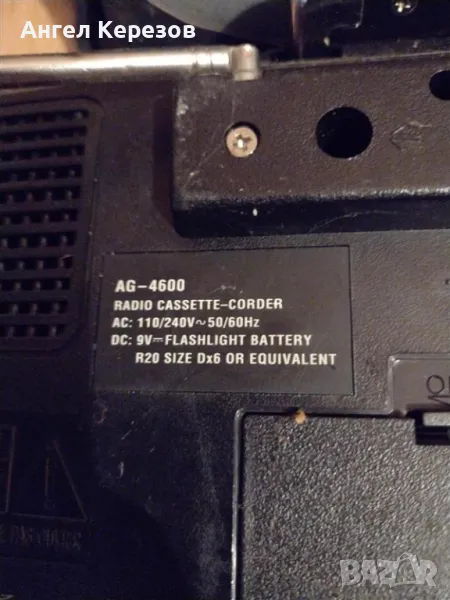 Ангел Керезов
AG-4600
RADIO CASSETTE-CORDER
AC: 110/240V~50/60Hz
DC: 9V⎓FLASHLIGHT BATTERY
R20 SIZE Dx6 OR EQUIVALENT
BAZAR